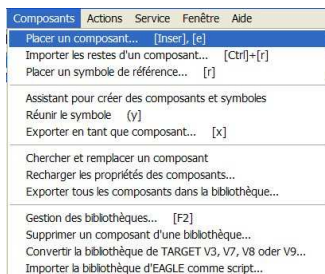 Composants Actions Service Fenêtre Aide
Placer un composant... [Inser], [e]
Importer les restes d'un composant... [Ctrl]+[r]
Placer un symbole de référence... [r]
Assistant pour créer des composants et symboles
Réunir le symbole (y]
Exporter en tant que composant... [x]
Chercher et remplacer un composant
Recharger les propriétés des composants...
Exporter tous les composants dans la bibliothèque...
Gestion des bibliothèques... [F2]
Supprimer un composant d'une bibliothèque...
Convertir la bibliothèque de TARGET V3, V7, V8 oder V9...
Importer la bibliothèque d'EAGLE comme script...